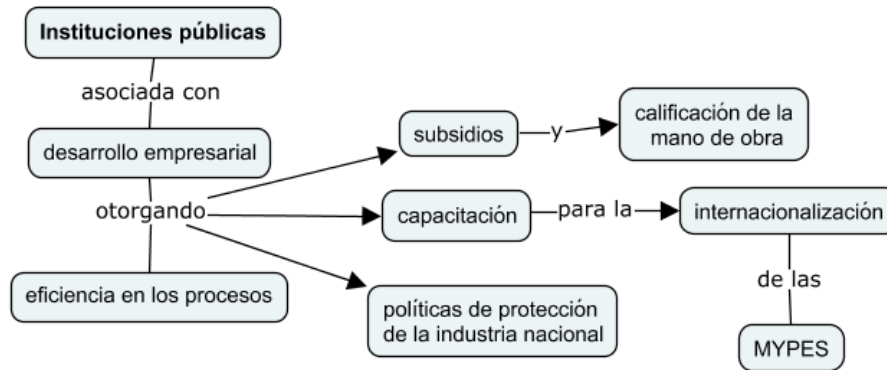 Instituciones públicas
asociada con
desarrollo empresarial
otorgando
eficiencia en los procesos
subsidios
y
calificación de la
mano de obra
capacitación
para la
internacionalización
de las
MYPES
políticas de protección
de la industria nacional